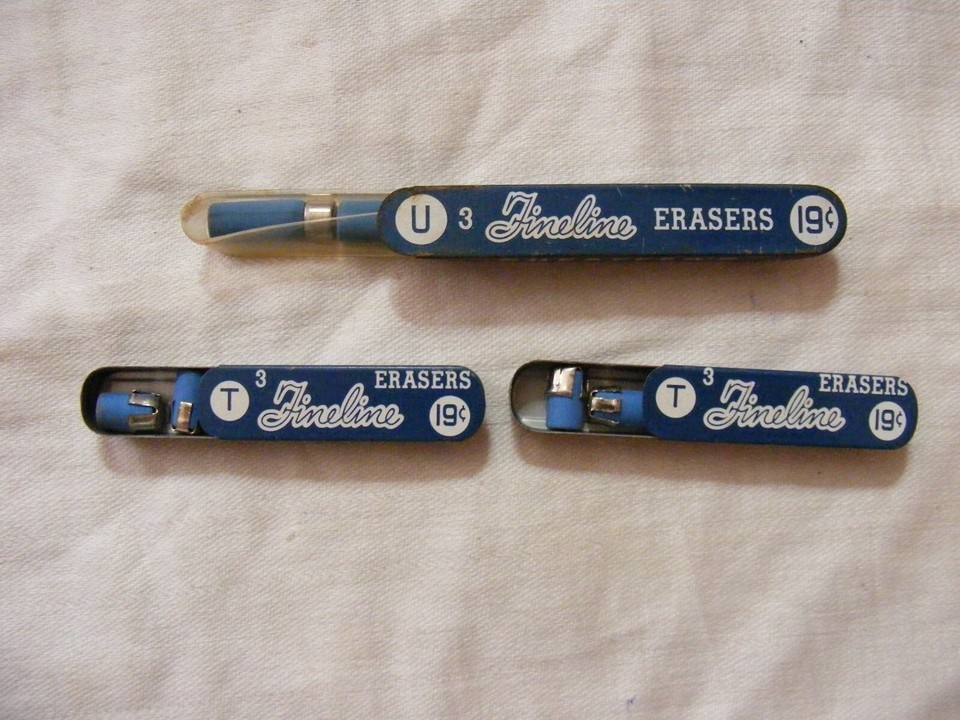 U 3 Fineline ERASERS 19¢
T 3 ERASERS
Fineline 19¢
T 3 ERASERS
Fineline 19¢